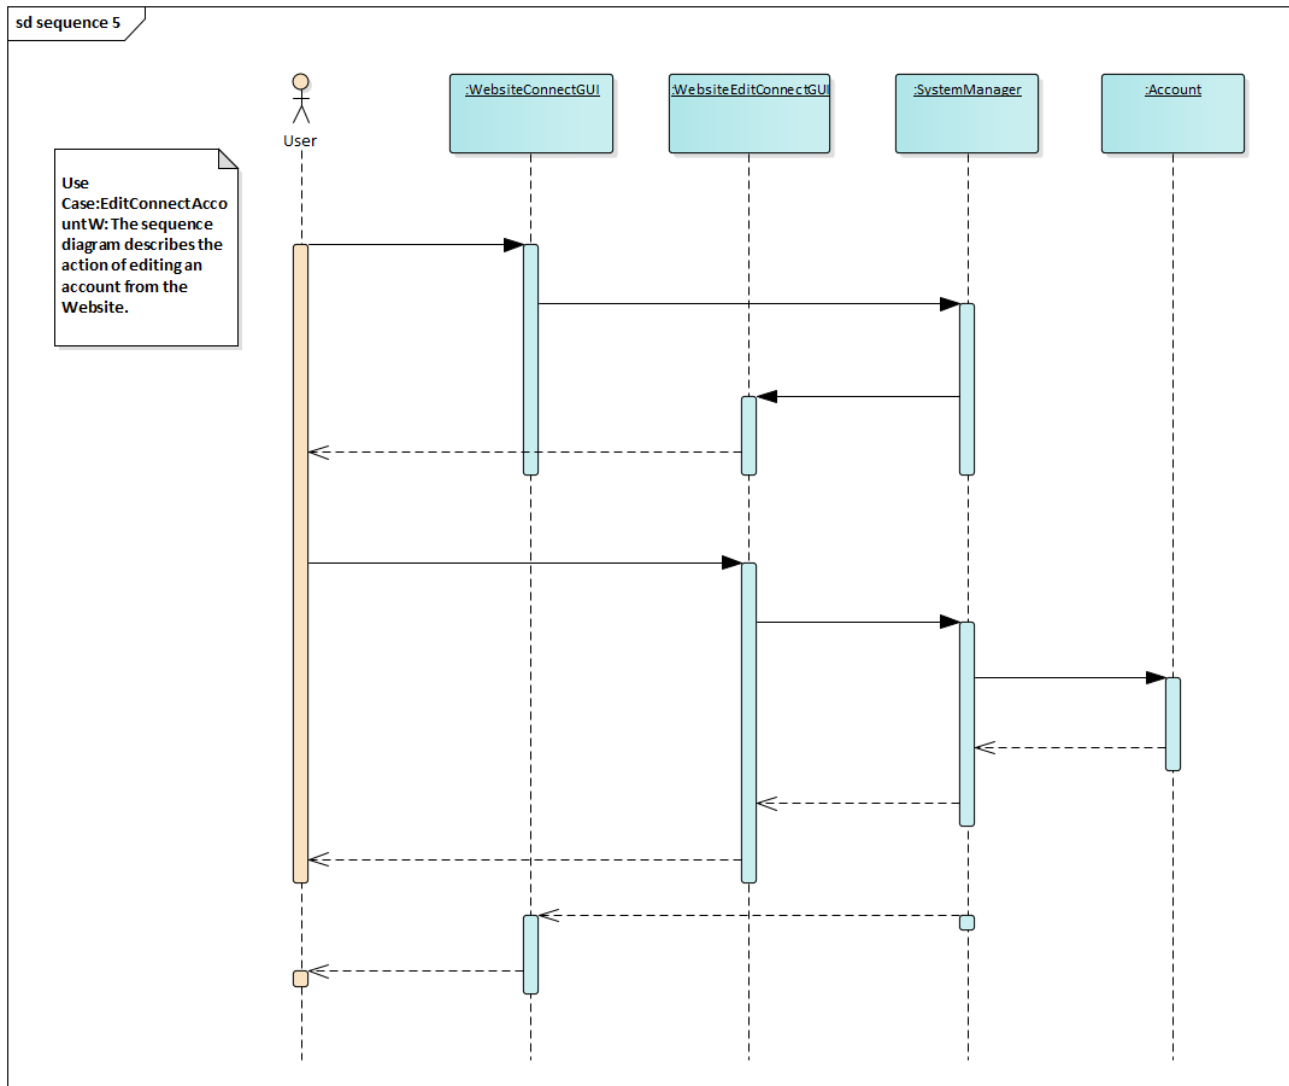 sd sequence 5
:WebsiteConnectGUI
:WebsiteEditConnectGUI
:SystemManager
:Account
User
Use
Case:EditConnectAcco
untW: The sequence
diagram describes the
action of editing an
account from the
Website.